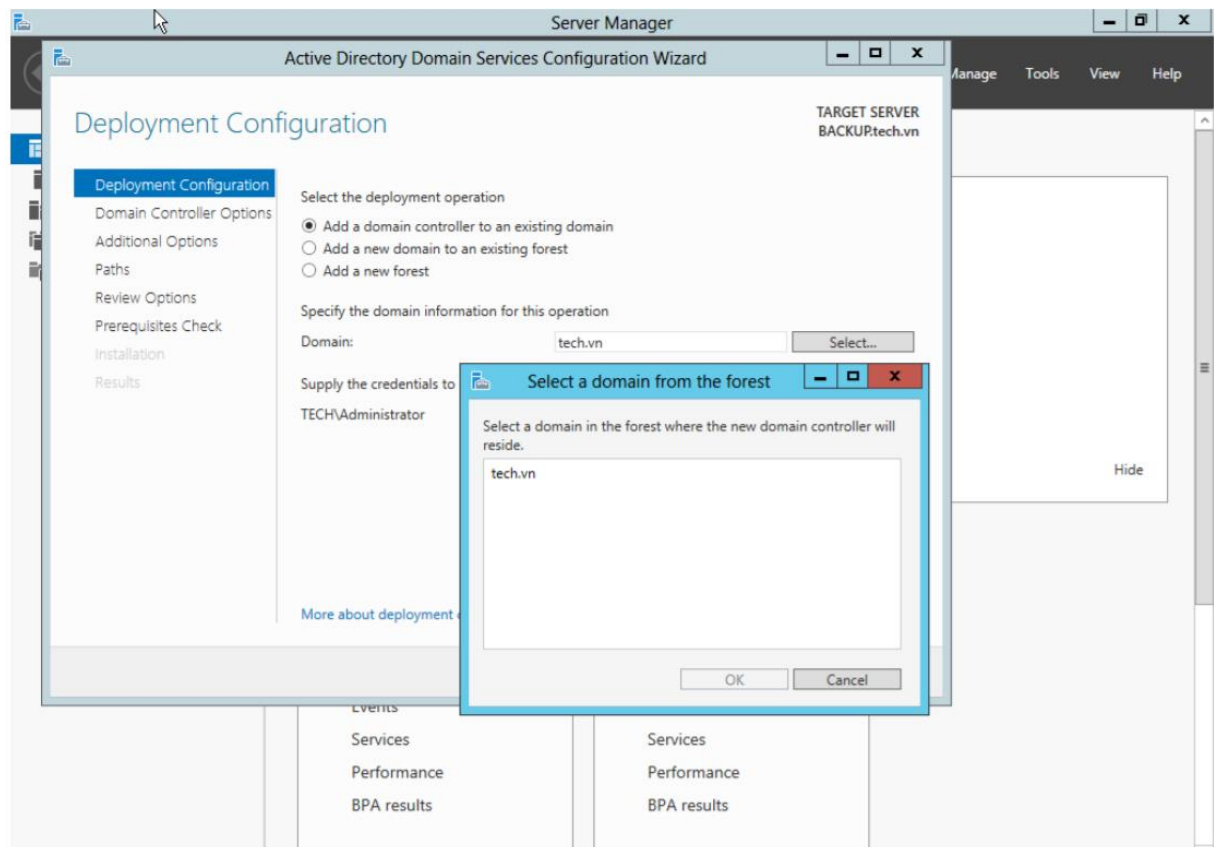 Server Manager
Active Directory Domain Services Configuration Wizard
Manage Tools View Help
Deployment Configuration
TARGET SERVER
BACKUP.tech.vn
Deployment Configuration
Domain Controller Options
Additional Options
Paths
Review Options
Prerequisites Check
Installation
Results
Select the deployment operation
Add a domain controller to an existing domain
Add a new domain to an existing forest
Add a new forest
Specify the domain information for this operation
Domain: tech.vn Select...
Supply the credentials to
TECH\Administrator
More about deployment
Select a domain from the forest
Select a domain in the forest where the new domain controller will
reside.
tech.vn
OK Cancel
Hide
Events
Services
Performance
BPA results
Services
Performance
BPA results